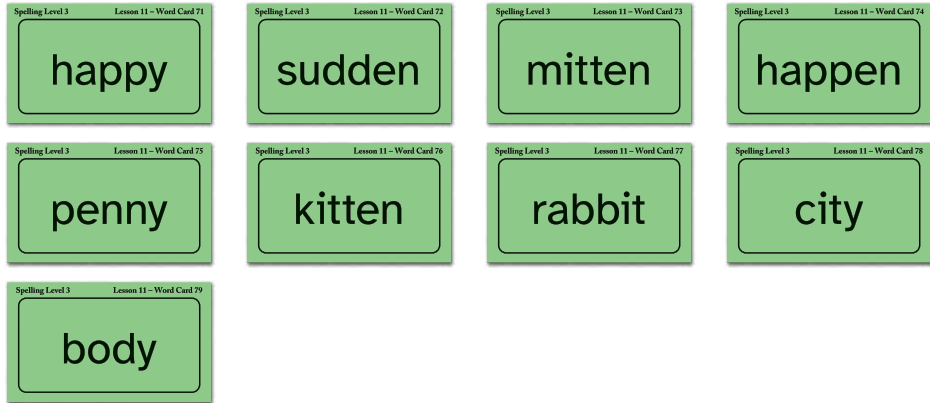 Spelling Level 3 Lesson 11 – Word Card 71
happy
Spelling Level 3 Lesson 11 – Word Card 72
sudden
Spelling Level 3 Lesson 11 – Word Card 73
mitten
Spelling Level 3 Lesson 11 – Word Card 74
happen
Spelling Level 3 Lesson 11 – Word Card 75
penny
Spelling Level 3 Lesson 11 – Word Card 76
kitten
Spelling Level 3 Lesson 11 – Word Card 77
rabbit
Spelling Level 3 Lesson 11 – Word Card 78
city
Spelling Level 3 Lesson 11 – Word Card 79
body